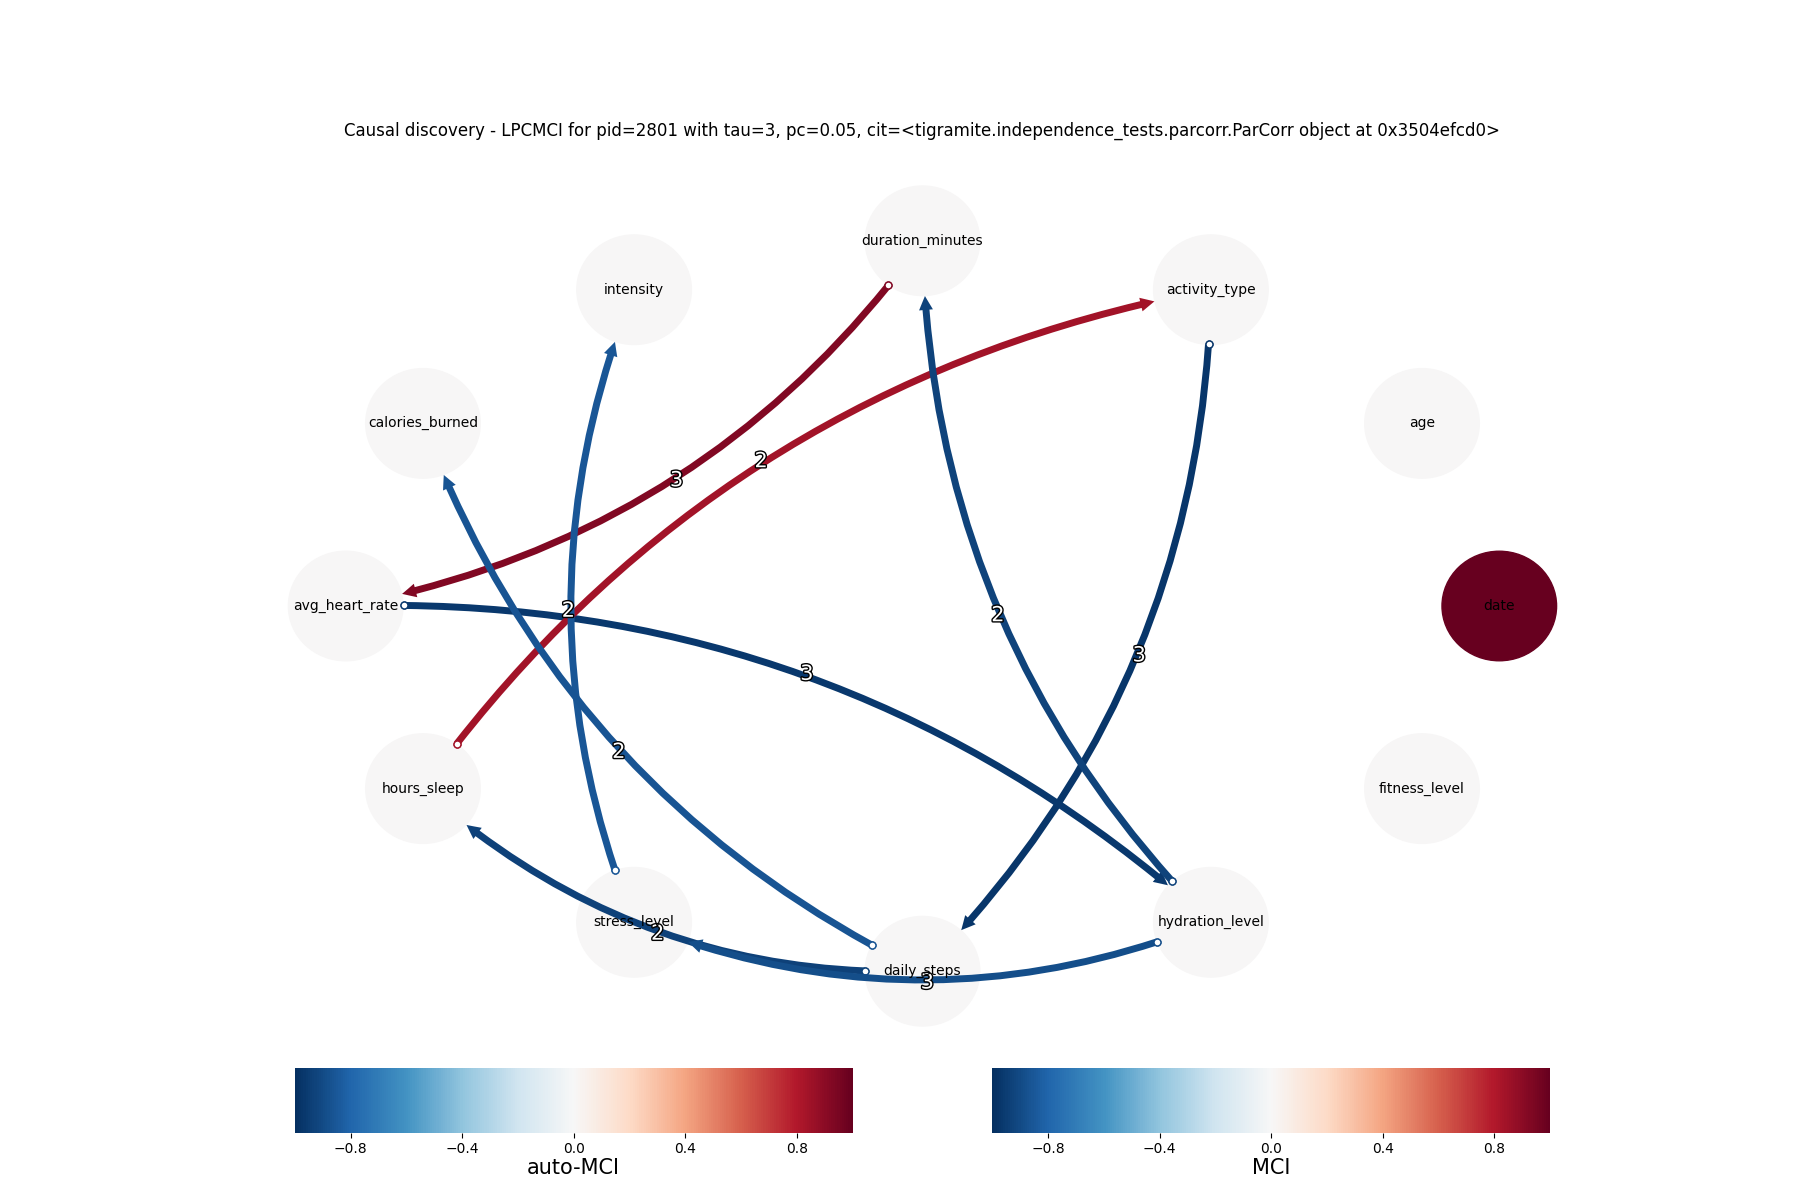 Causal discovery - LPCMCI for pid=2801 with tau=3, pc=0.05, cit=<tigramite.independence_tests.parcorr.ParCorr object at 0x3504efcd0>
duration_minutes
intensity
activity_type
calories_burned
age
3
2
avg_heart_rate
2
2
date
3
3
2
hours_sleep
fitness_level
stress_level
2
hydration_level
daily_steps
3
−0.8 −0.4 0.0 0.4 0.8
auto-MCI
−0.8 −0.4 0.0 0.4 0.8
MCI